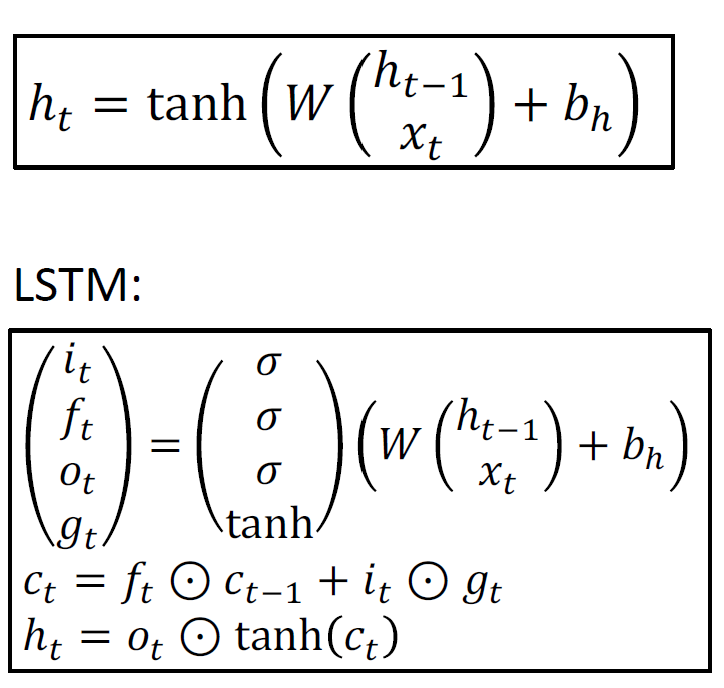 h_t = tanh(W(h_{t−1} x_t) + b_h)
LSTM:
(i_t f_t o_t g_t) = (σ σ σ tanh)(W(h_{t−1} x_t) + b_h)
c_t = f_t ⊙ c_{t−1} + i_t ⊙ g_t
h_t = o_t ⊙ tanh(c_t)